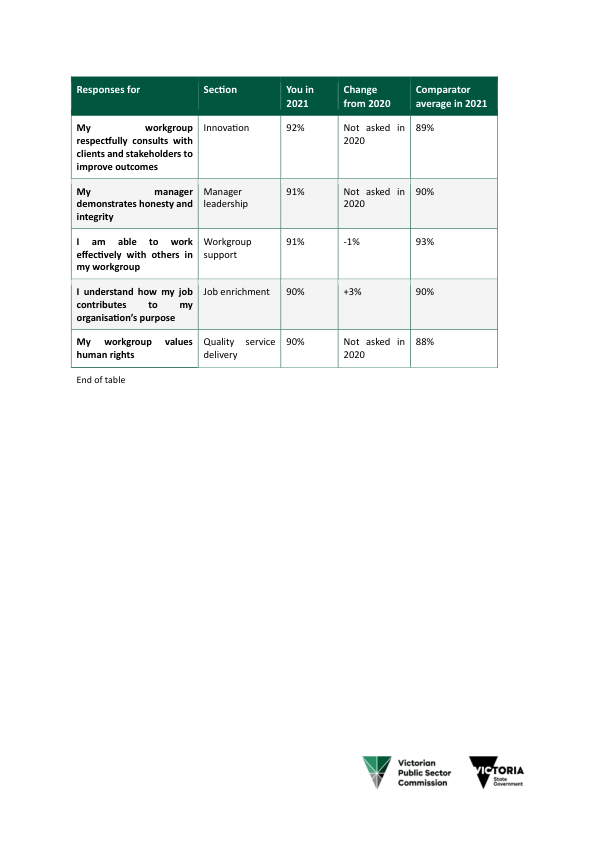 Responses for Section You in 2021 Change from 2020 Comparator average in 2021
My workgroup respectfully consults with clients and stakeholders to improve outcomes Innovation 92% Not asked in 2020 89%
My manager demonstrates honesty and integrity Manager leadership 91% Not asked in 2020 90%
I am able to work effectively with others in my workgroup Workgroup support 91% -1% 93%
I understand how my job contributes to my organisation's purpose Job enrichment 90% +3% 90%
My workgroup values human rights Quality service delivery 90% Not asked in 2020 88%
End of table
Victorian
Public Sector
Commission
VICTORIA
State
Government